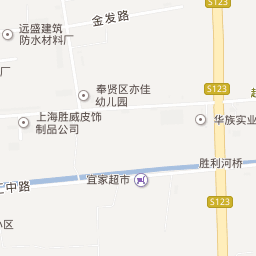 金发路
远盛建筑
防水材料厂
厂
S123
奉贤区亦佳
幼儿园
上海胜威皮饰
制品公司
华族实业
S123
胜利河桥
宜家超市
中路
S123
区